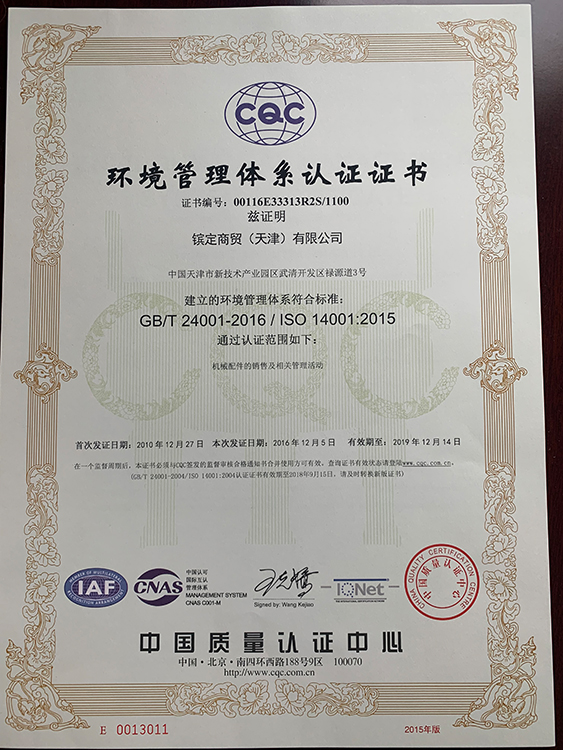 CQC
环境管理体系认证证书
证书编号：00116E33313R2S/1100
兹证明
镔定商贸（天津）有限公司
中国天津市新技术产业园区武清开发区禄源道3号
建立的环境管理体系符合标准：
GB/T 24001-2016 / ISO 14001:2015
通过认证范围如下：
机械配件的销售及相关管理活动
首次发证日期：2010 年 12 月 27 日 本次发证日期：2016 年 12 月 5 日 有效期至：2019 年 12 月 14 日
在一个监督周期后，本证书必须与CQC签发的监督审核合格通知书合并使用方可有效，查询证书有效状态请登陆www.cqc.com.cn。
(GB/T 24001-2004/ISO 14001:2004认证证书有效期至2018年9月15日，请及时转换新版证书)
MEMBER OF MULTILATERAL
IAF
RECOGNITION ARRANGEMENT
CNAS
中国认可
国际互认
管理体系
MANAGEMENT SYSTEM
CNAS C001-M
Signed by: Wang Kejiao
IQNet
THE INTERNATIONAL CERTIFICATION NETWORK
CHINA QUALITY CERTIFICATION CENTRE
中国质量认证中心
中国质量认证中心
中国·北京·南四环西路188号9区 100070
http://www.cqc.com.cn
E 0013011
2015年版